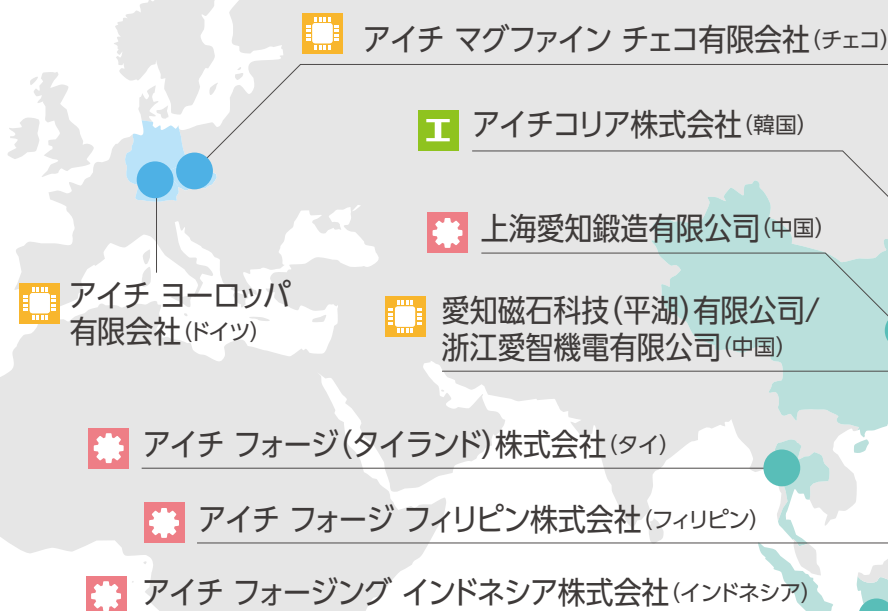 アイチ マグファイン チェコ有限会社(チェコ)
エ アイチコリア株式会社(韓国)
上海愛知鍛造有限公司(中国)
アイチ ヨーロッパ
有限会社(ドイツ)
愛知磁石科技(平湖)有限公司/
浙江愛智機電有限公司(中国)
アイチ フォージ(タイランド)株式会社(タイ)
アイチ フォージ フィリピン株式会社(フィリピン)
アイチ フォージング インドネシア株式会社(インドネシア)